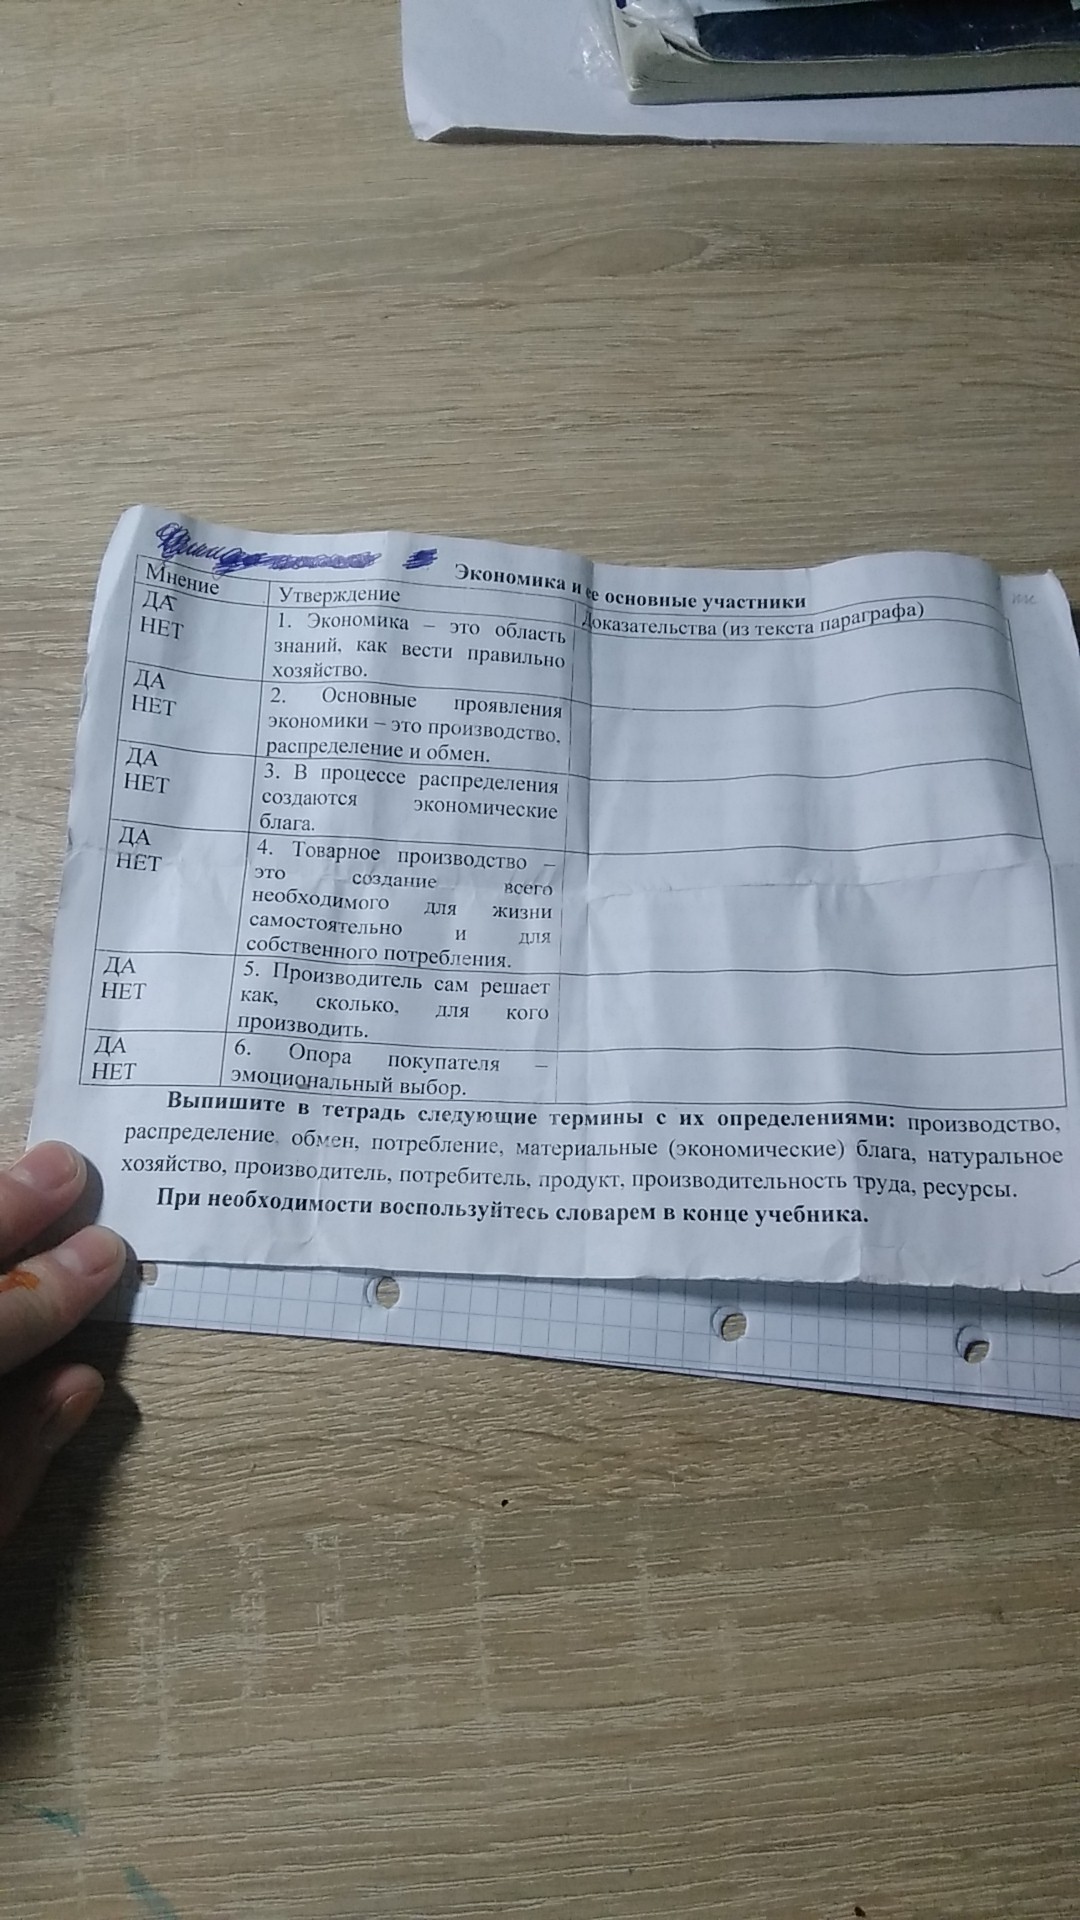 Экономика и ее основные участники
Мнение
Утверждение
Доказательства (из текста параграфа)
ДА
НЕТ
1. Экономика – это область
знаний, как вести правильно
хозяйство.
ДА
НЕТ
2. Основные проявления
экономики – это производство,
распределение и обмен.
ДА
НЕТ
3. В процессе распределения
создаются экономические
блага.
ДА
НЕТ
4. Товарное производство –
это создание всего
необходимого для жизни
самостоятельно и для
собственного потребления.
ДА
НЕТ
5. Производитель сам решает
как, сколько, для кого
производить.
ДА
НЕТ
6. Опора покупателя –
эмоциональный выбор.
Выпишите в тетрадь следующие термины с их определениями: производство,
распределение, обмен, потребление, материальные (экономические) блага, натуральное
хозяйство, производитель, потребитель, продукт, производительность труда, ресурсы.
При необходимости воспользуйтесь словарем в конце учебника.